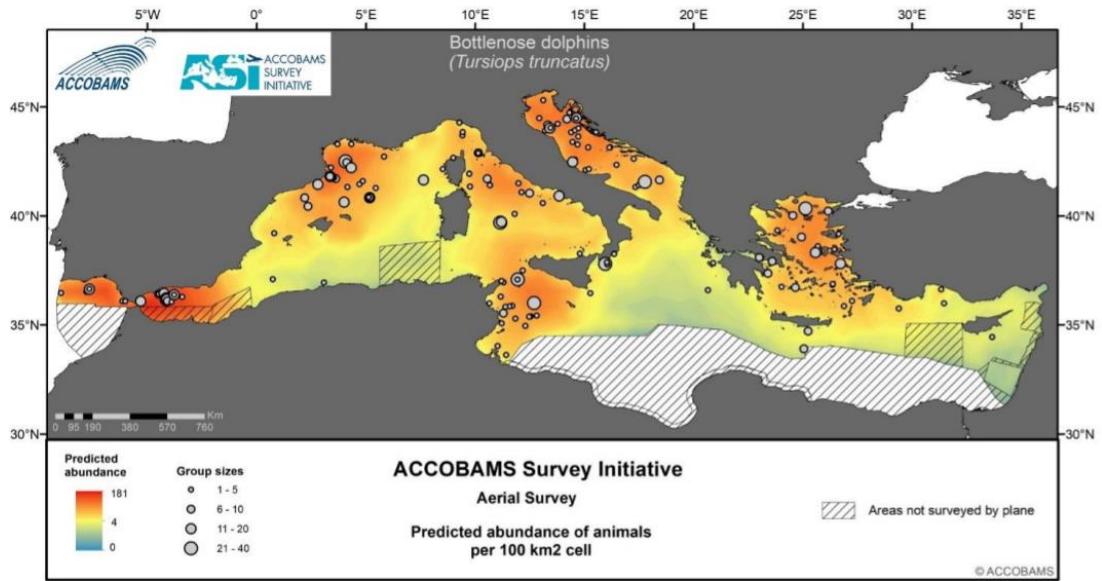 5°W 0° 5°E 10°E 15°E 20°E 25°E 30°E 35°E
Bottlenose dolphins
(Tursiops truncatus)
ACCOBAMS
ASI
ACCOBAMS
SURVEY
INITIATIVE
45°N 45°N
40°N 40°N
35°N 35°N
30°N 30°N
Km
0 95 190 380 570 760
Predicted
abundance
181
4
0
Group sizes
1 - 5
6 - 10
11 - 20
21 - 40
ACCOBAMS Survey Initiative
Aerial Survey
Predicted abundance of animals
per 100 km2 cell
Areas not surveyed by plane
© ACCOBAMS